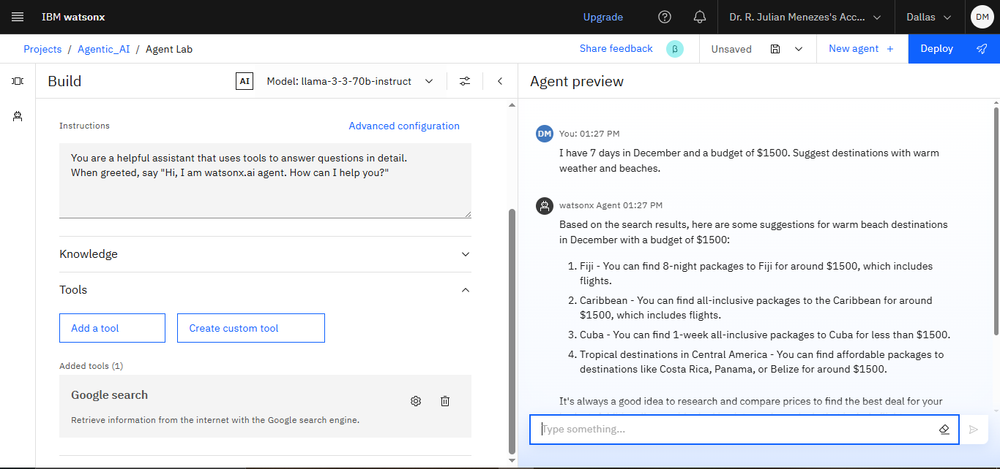 IBM watsonx
Upgrade
Dr. R. Julian Menezes's Acc...
Dallas
DM
Projects / Agentic_AI / Agent Lab
Share feedback
β
Unsaved
New agent +
Deploy
Build
AI
Model: llama-3-3-70b-instruct
Agent preview
Instructions
Advanced configuration
You are a helpful assistant that uses tools to answer questions in detail.
When greeted, say "Hi, I am watsonx.ai agent. How can I help you?"
Knowledge
Tools
Add a tool
Create custom tool
Added tools (1)
Google search
Retrieve information from the internet with the Google search engine.
DM
You: 01:27 PM
I have 7 days in December and a budget of $1500. Suggest destinations with warm
weather and beaches.
watsonx Agent 01:27 PM
Based on the search results, here are some suggestions for warm beach destinations
in December with a budget of $1500:
1. Fiji - You can find 8-night packages to Fiji for around $1500, which includes
flights.
2. Caribbean - You can find all-inclusive packages to the Caribbean for around
$1500, which includes flights.
3. Cuba - You can find 1-week all-inclusive packages to Cuba for less than $1500.
4. Tropical destinations in Central America - You can find affordable packages to
destinations like Costa Rica, Panama, or Belize for around $1500.
It's always a good idea to research and compare prices to find the best deal for your
Type something...